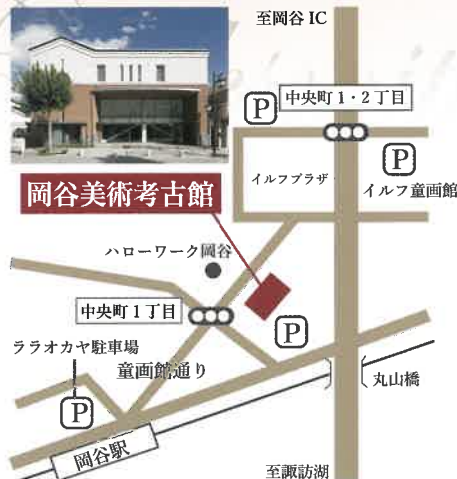 至岡谷 IC
P
中央町 1・2 丁目
P
イルフプラザ
イルフ童画館
岡谷美術考古館
ハローワーク岡谷
中央町 1 丁目
P
ララオカヤ駐車場
童画館通り
丸山橋
P
岡谷駅
至諏訪湖